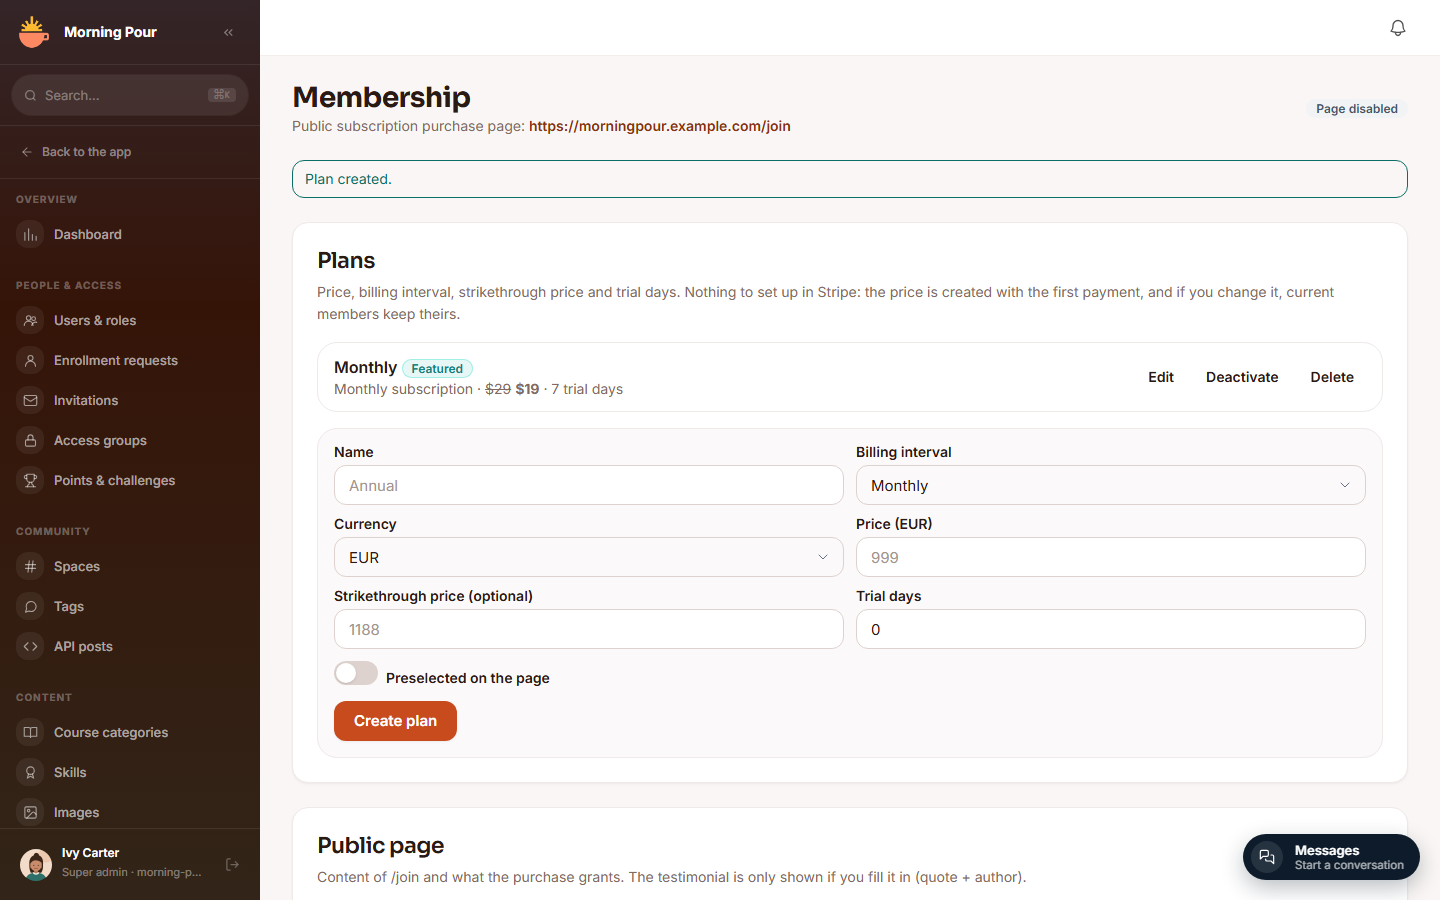 Morning Pour
Search...
⌘K
Back to the app
OVERVIEW
Dashboard
PEOPLE & ACCESS
Users & roles
Enrollment requests
Invitations
Access groups
Points & challenges
COMMUNITY
Spaces
Tags
API posts
CONTENT
Course categories
Skills
Images
Ivy Carter
Super admin · morning-p...
Membership
Public subscription purchase page: https://morningpour.example.com/join
Page disabled
Plan created.
Plans
Price, billing interval, strikethrough price and trial days. Nothing to set up in Stripe: the price is created with the first payment, and if you change it, current
members keep theirs.
Monthly Featured
Monthly subscription · $29 $19 · 7 trial days
Edit Deactivate Delete
Name
Annual
Billing interval
Monthly
Currency
EUR
Price (EUR)
999
Strikethrough price (optional)
1188
Trial days
0
Preselected on the page
Create plan
Public page
Content of /join and what the purchase grants. The testimonial is only shown if you fill it in (quote + author).
Messages
Start a conversation